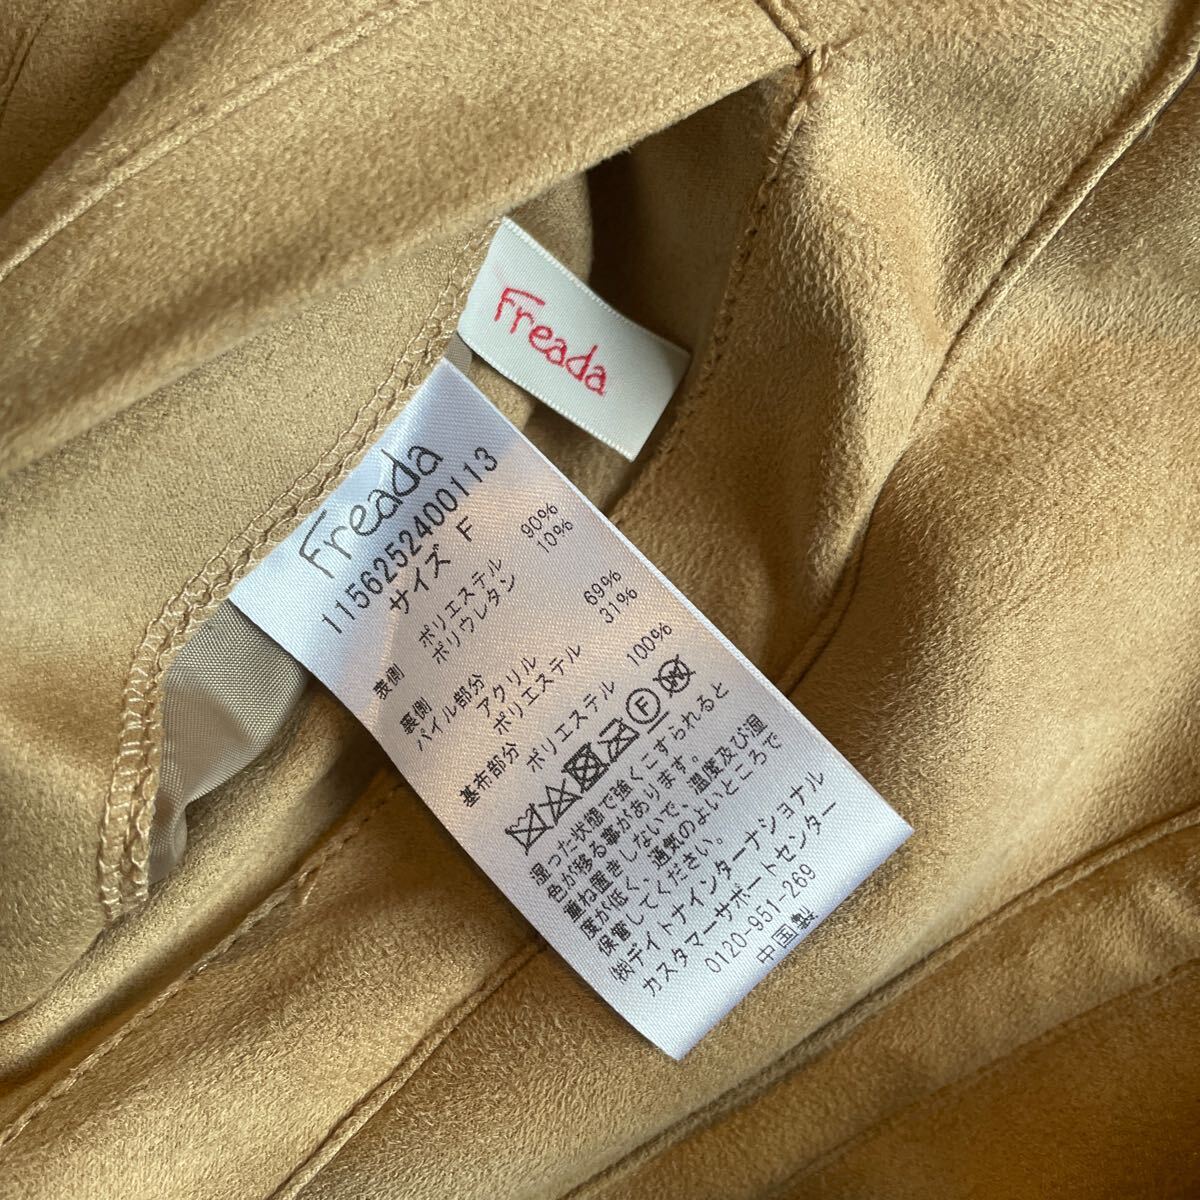 Freada
Freada
11562524001​13
サイズ F
表側 ポリエステル 90%
ポリウレタン 10%
裏側
パイル部分
アクリル 69%
ポリエステル 31%
基布部分 ポリエステル 100%
F
湿った状態で強くこすられると
色が移る事があります。
重ね置きしないで、温度及び湿
度が低く、通気のよいところで
保管してください。
㈱デイトナインターナショナル
カスタマーサポートセンター
0120-951-269
中国製